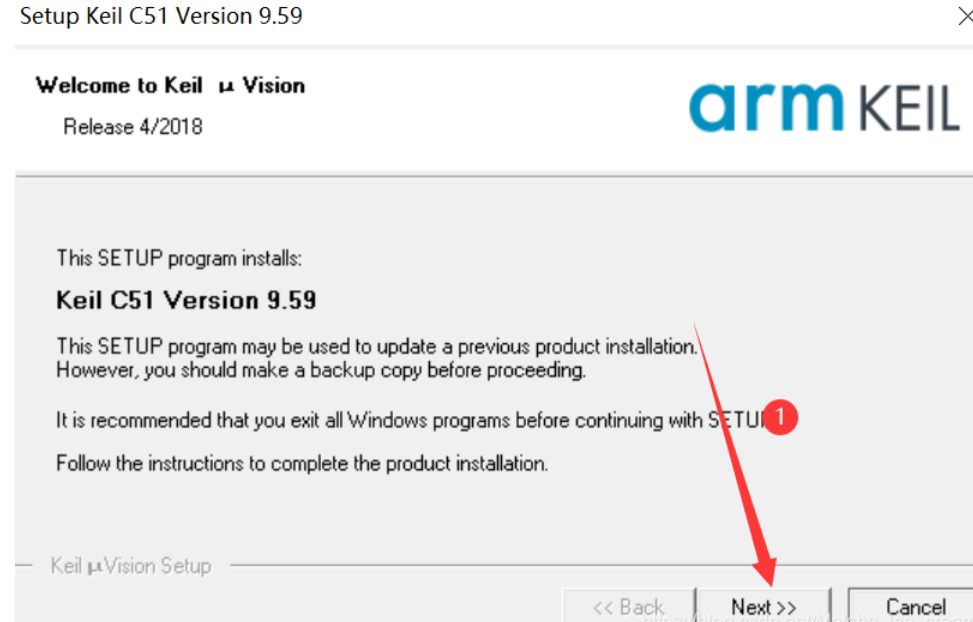 Setup Keil C51 Version 9.59
Welcome to Keil μ Vision
Release 4/2018
arm KEIL
This SETUP program installs:
Keil C51 Version 9.59
This SETUP program may be used to update a previous product installation.
However, you should make a backup copy before proceeding.
It is recommended that you exit all Windows programs before continuing with SETU
1
Follow the instructions to complete the product installation.
Keil μVision Setup
<< Back
Next >>
Cancel